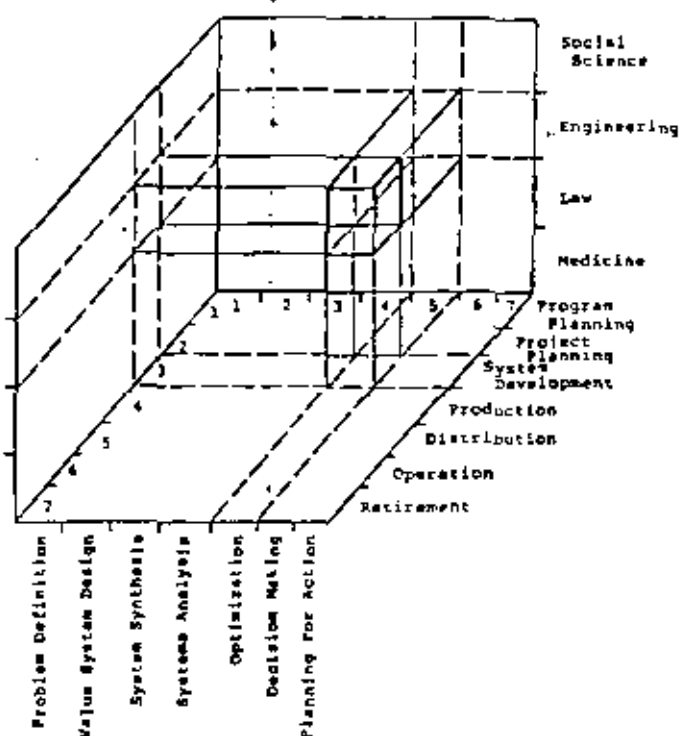 Social
Science
Engineering
Law
Medicine
1 2 3 4 5 6 7
Program
Planning
Project
Planning
System
Development
Production
Distribution
Operation
Retirement
1
2
3
4
5
6
7
Problem Definition
Value System Design
System Synthesis
Systems Analysis
Optimization
Decision Making
Planning For Action